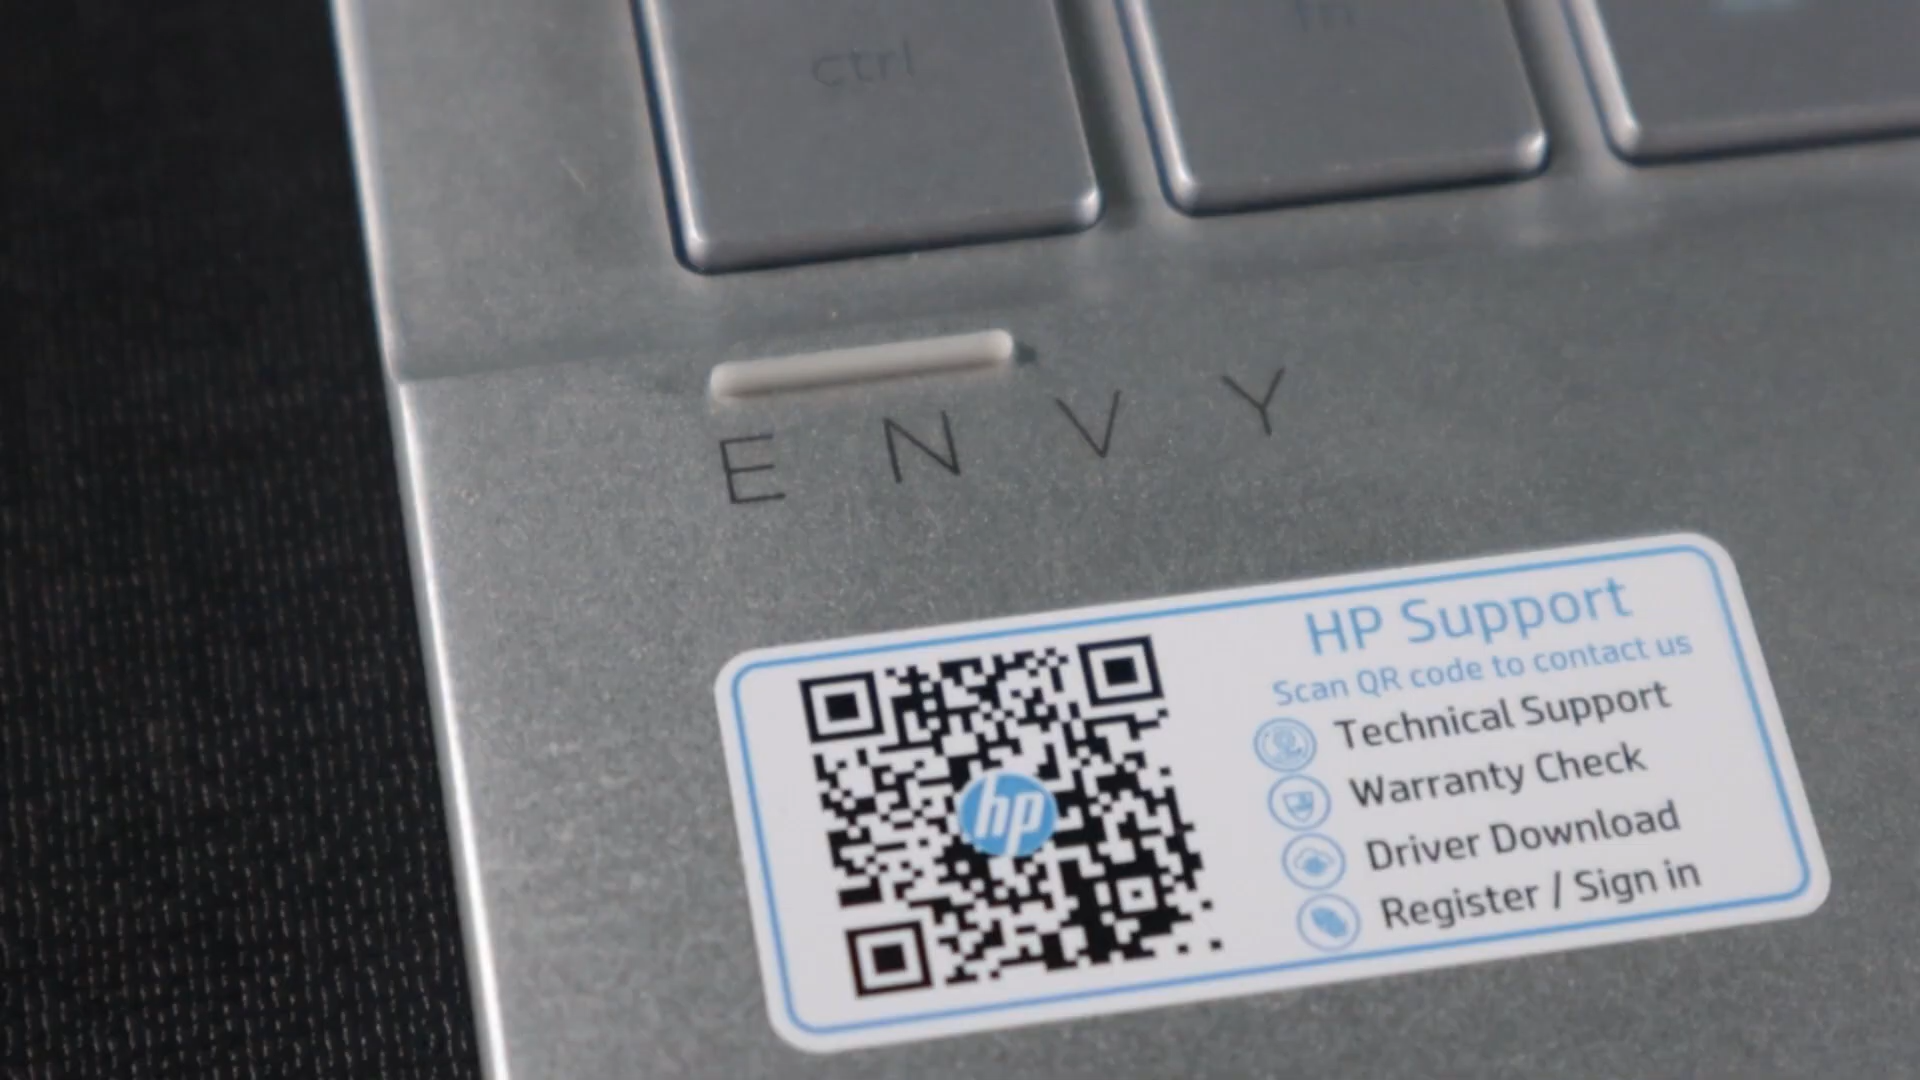 ctrl
fn
E N V Y
HP Support
Scan QR code to contact us
Technical Support
Warranty Check
Driver Download
Register / Sign in
hp